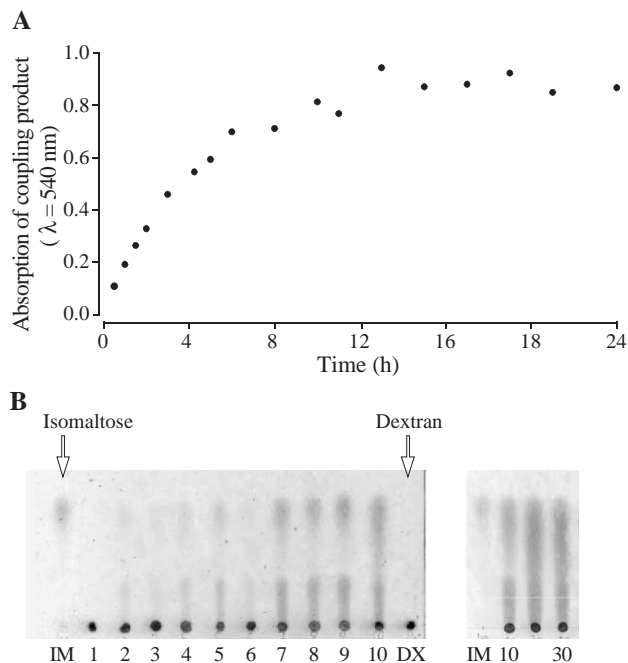 A
Absorption of coupling product
( λ = 540 nm)
1.0
0.8
0.6
0.4
0.2
0.0
0 4 8 12 16 18 24
Time (h)
B
Isomaltose Dextran
IM 1 2 3 4 5 6 7 8 9 10 DX IM 10 30